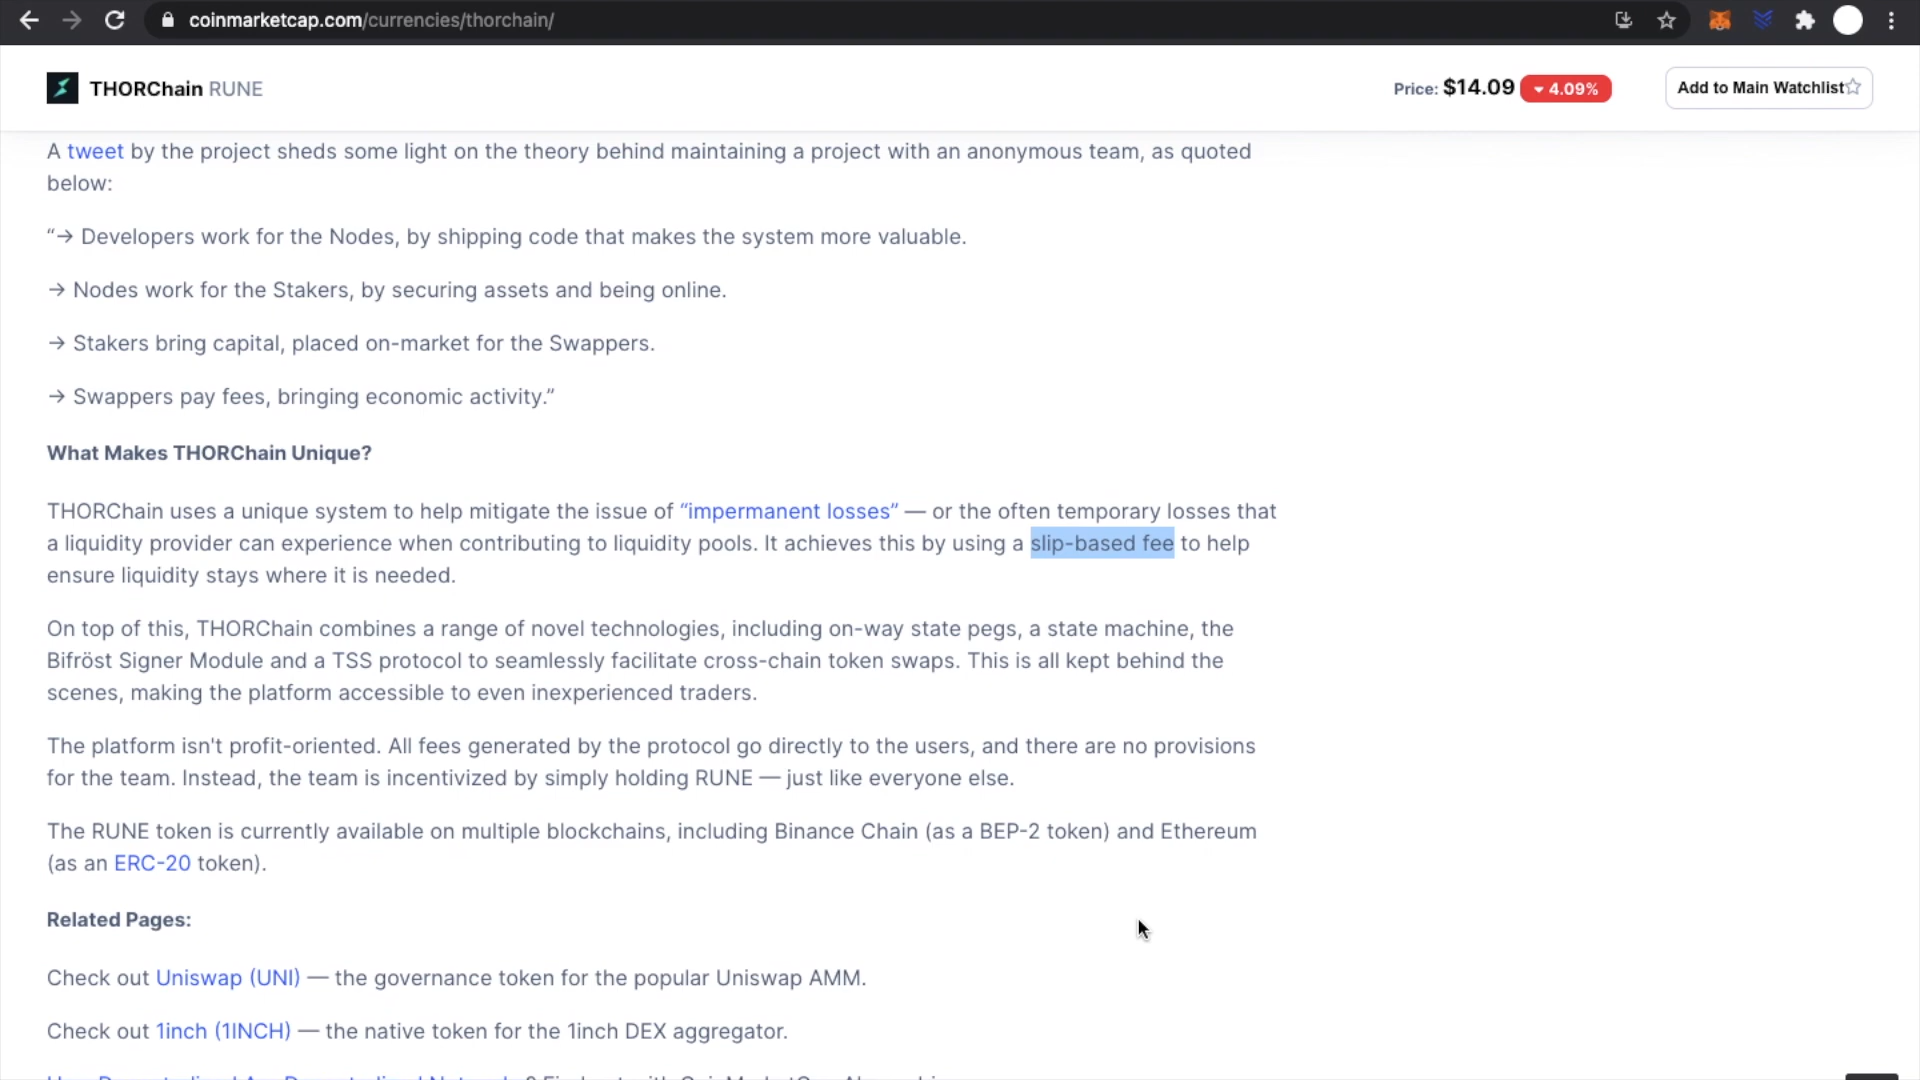 coinmarketcap.com/currencies/thorchain/
THORChain RUNE
Price: $14.09 4.09%
Add to Main Watchlist
A tweet by the project sheds some light on the theory behind maintaining a project with an anonymous team, as quoted
below:
“→ Developers work for the Nodes, by shipping code that makes the system more valuable.
→ Nodes work for the Stakers, by securing assets and being online.
→ Stakers bring capital, placed on-market for the Swappers.
→ Swappers pay fees, bringing economic activity.”
What Makes THORChain Unique?
THORChain uses a unique system to help mitigate the issue of “impermanent losses” — or the often temporary losses that
a liquidity provider can experience when contributing to liquidity pools. It achieves this by using a slip-based fee to help
ensure liquidity stays where it is needed.
On top of this, THORChain combines a range of novel technologies, including on-way state pegs, a state machine, the
Bifröst Signer Module and a TSS protocol to seamlessly facilitate cross-chain token swaps. This is all kept behind the
scenes, making the platform accessible to even inexperienced traders.
The platform isn't profit-oriented. All fees generated by the protocol go directly to the users, and there are no provisions
for the team. Instead, the team is incentivized by simply holding RUNE — just like everyone else.
The RUNE token is currently available on multiple blockchains, including Binance Chain (as a BEP-2 token) and Ethereum
(as an ERC-20 token).
Related Pages:
Check out Uniswap (UNI) — the governance token for the popular Uniswap AMM.
Check out 1inch (1INCH) — the native token for the 1inch DEX aggregator.